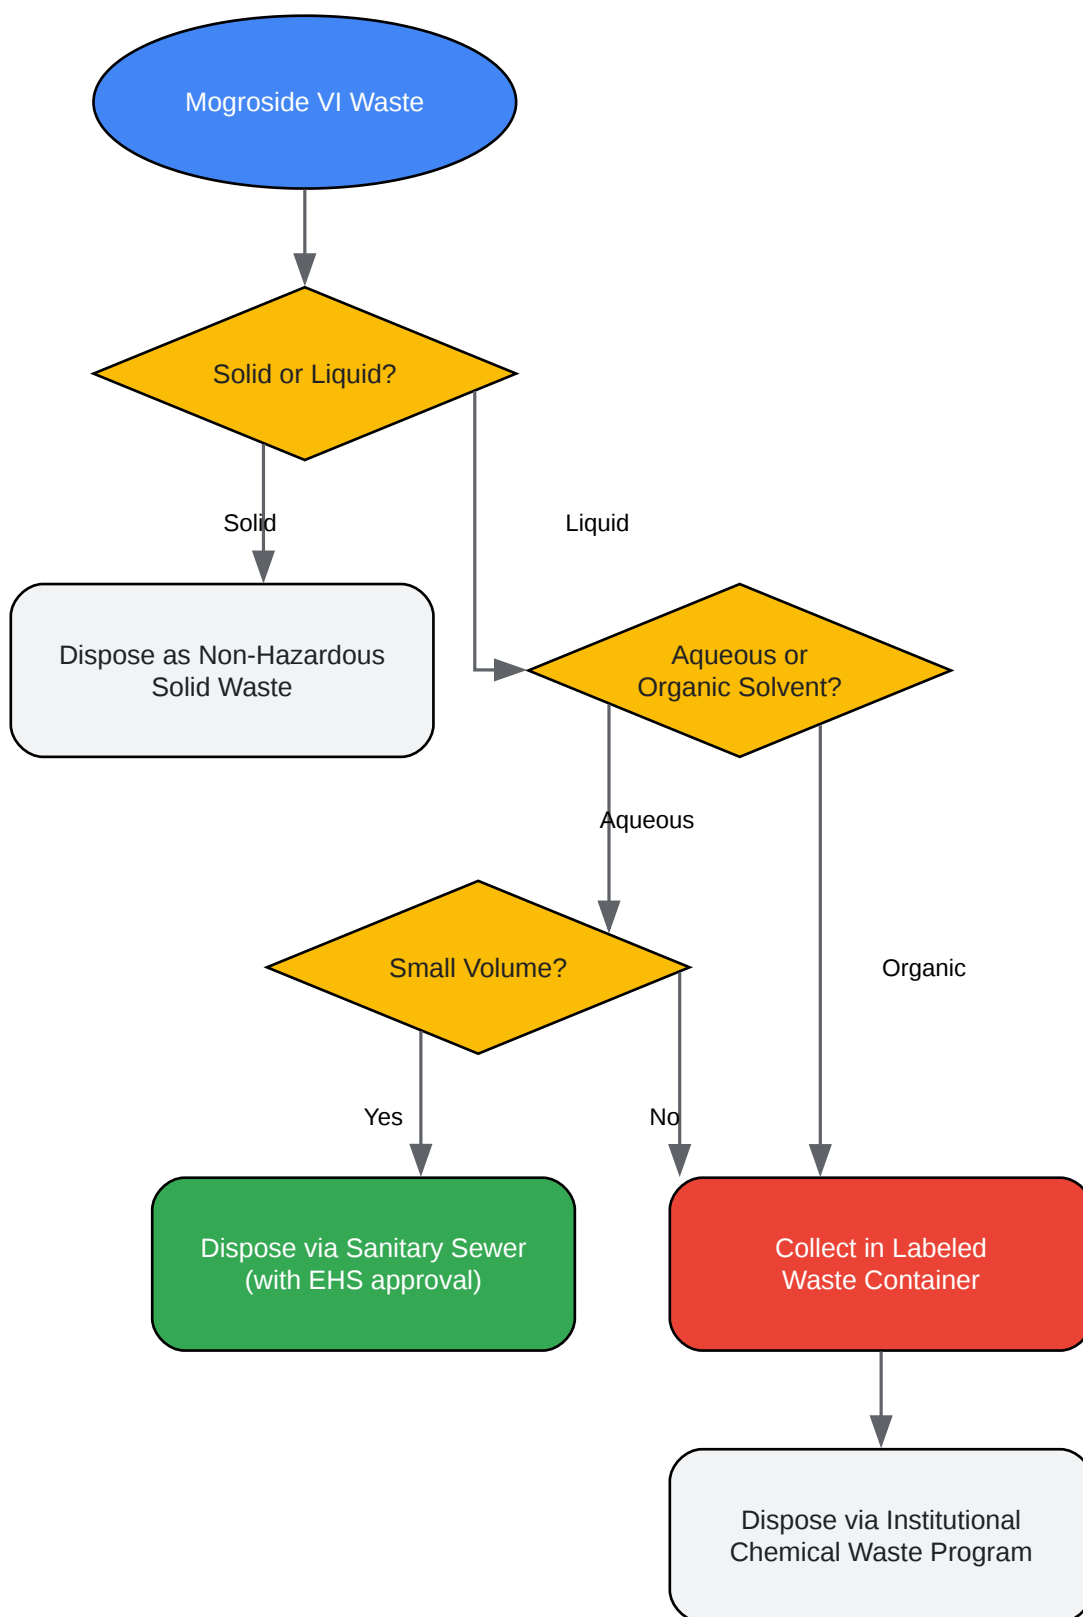 Mogroside VI Waste
Solid or Liquid?
Solid
Liquid
Dispose as Non-Hazardous
Solid Waste
Aqueous or
Organic Solvent?
Aqueous
Small Volume?
Organic
Yes
No
Dispose via Sanitary Sewer
(with EHS approval)
Collect in Labeled
Waste Container
Dispose via Institutional
Chemical Waste Program